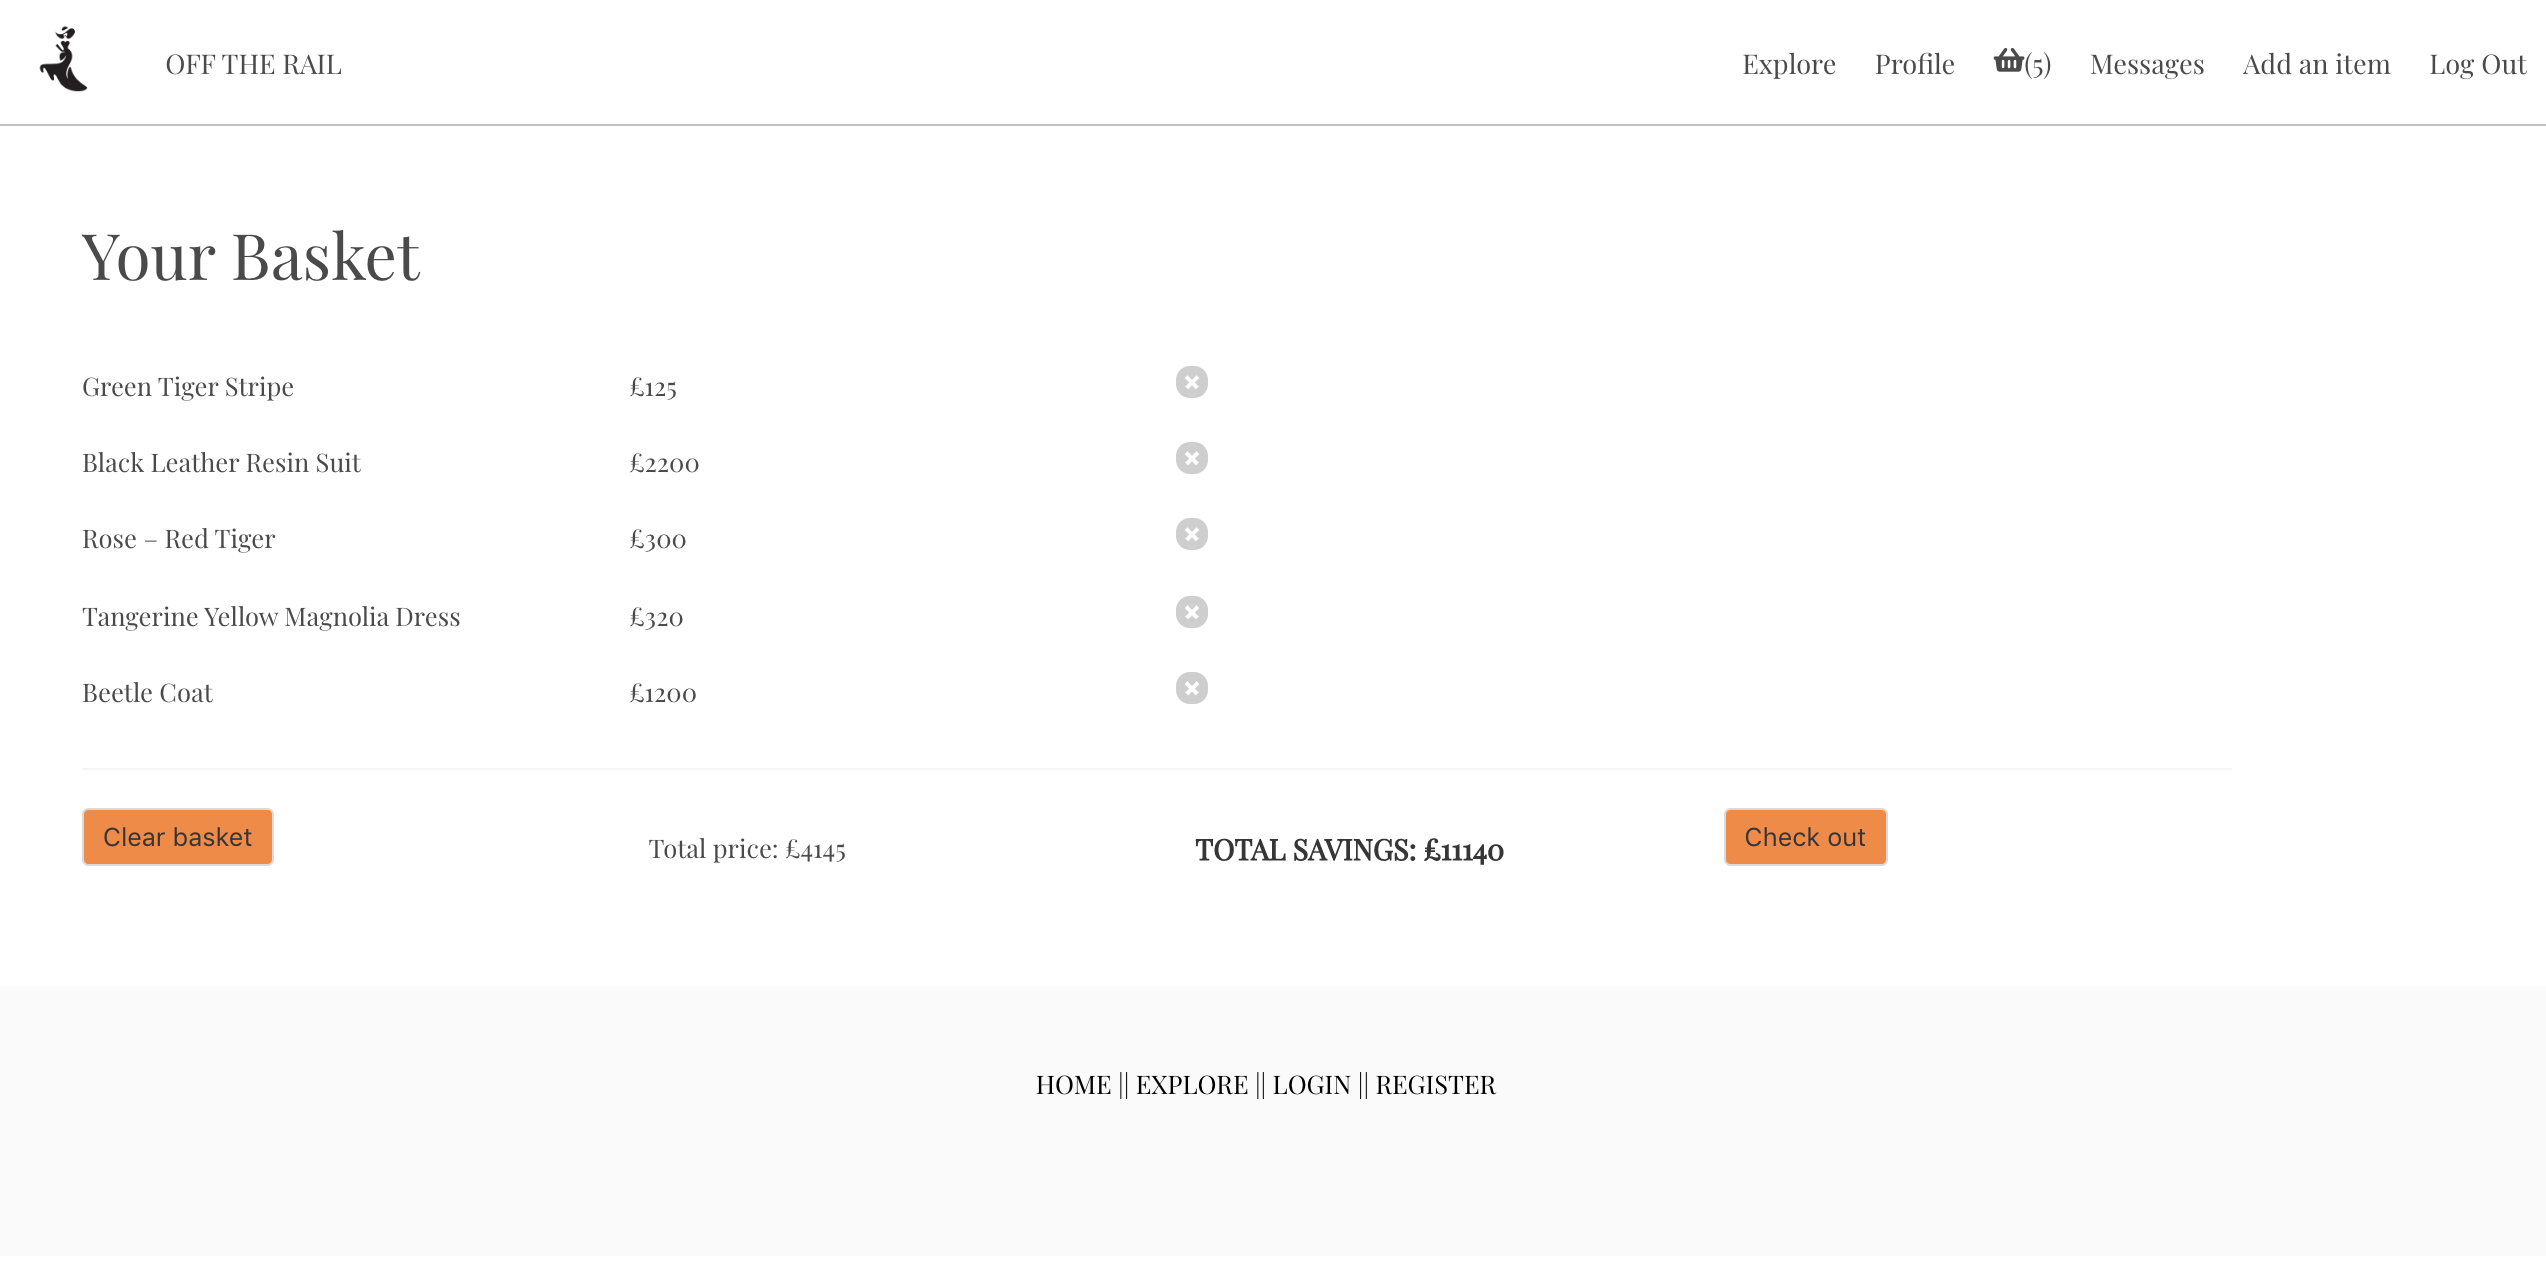 OFF THE RAIL Explore Profile (5) Messages Add an item Log Out
Your Basket
Green Tiger Stripe £125
Black Leather Resin Suit £2200
Rose – Red Tiger £300
Tangerine Yellow Magnolia Dress £320
Beetle Coat £1200
Clear basket Total price: £4145 TOTAL SAVINGS: £11140 Check out
HOME || EXPLORE || LOGIN || REGISTER